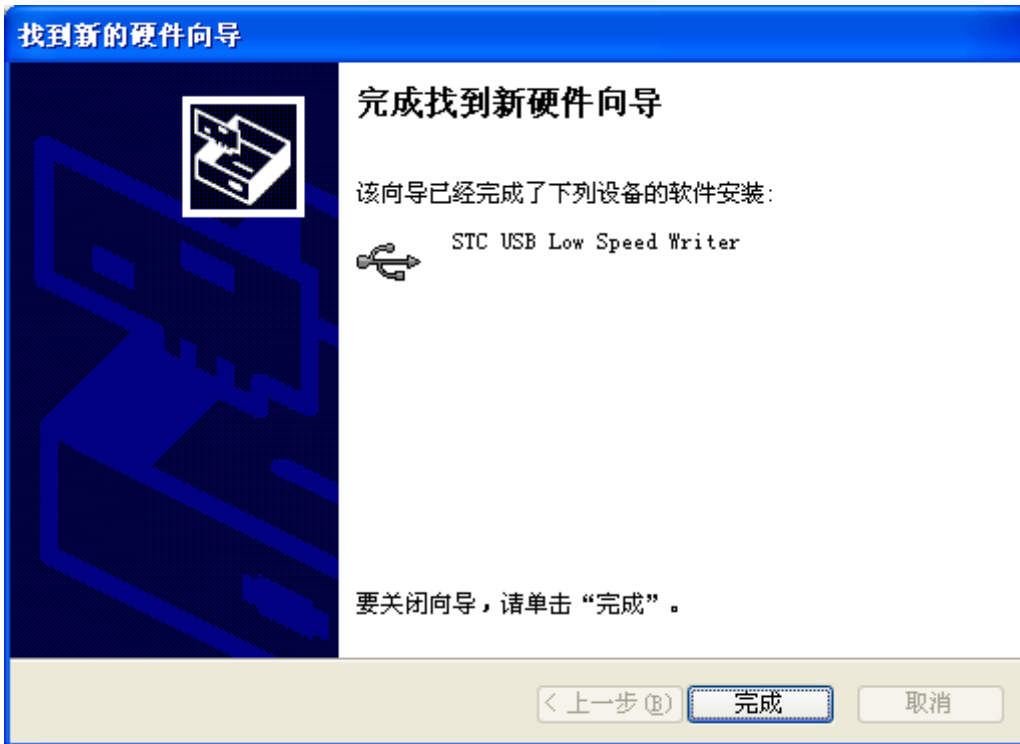 找到新的硬件向导
完成找到新硬件向导
该向导已经完成了下列设备的软件安装:
STC USB Low Speed Writer
要关闭向导，请单击“完成”。
< 上一步(B)
完成
取消